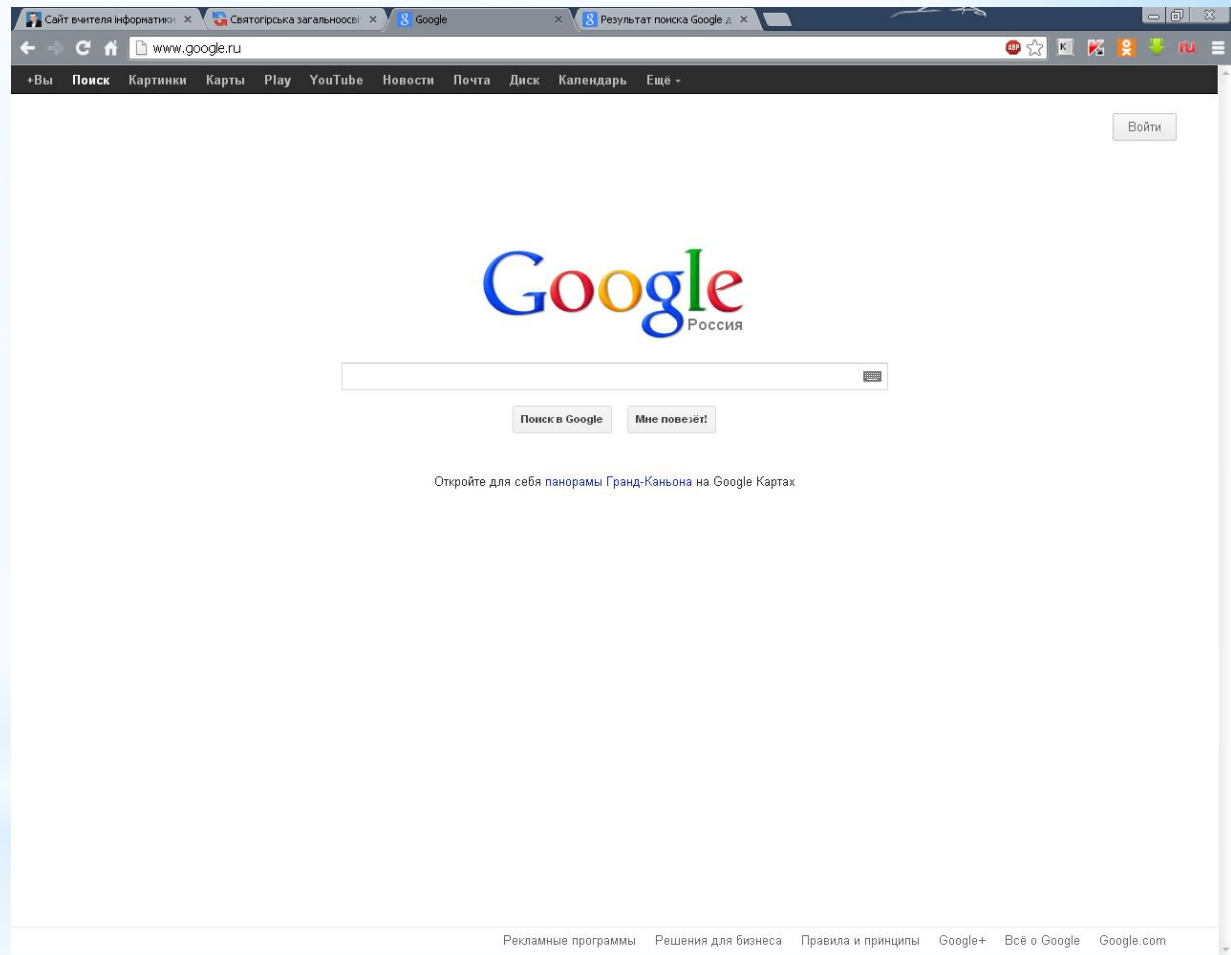 Сайт вчителя інформатики Святогірська загальноосві Google Результат поиска Google д
www.google.ru ABP K ru
+Вы Поиск Картинки Карты Play YouTube Новости Почта Диск Календарь Ещё
Войти
Google
Россия
Поиск в Google Мне повезёт!
Откройте для себя панорамы Гранд-Каньона на Google Картах
Рекламные программы Решения для бизнеса Правила и принципы Google+ Всё о Google Google.com